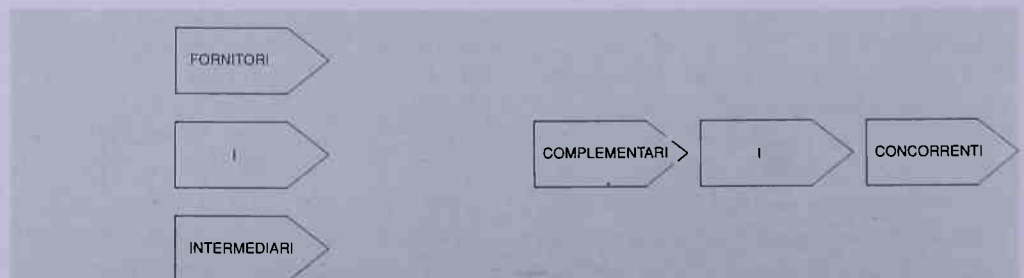 FORNITORI
I
INTERMEDIARI
COMPLEMENTARI
I
CONCORRENTI